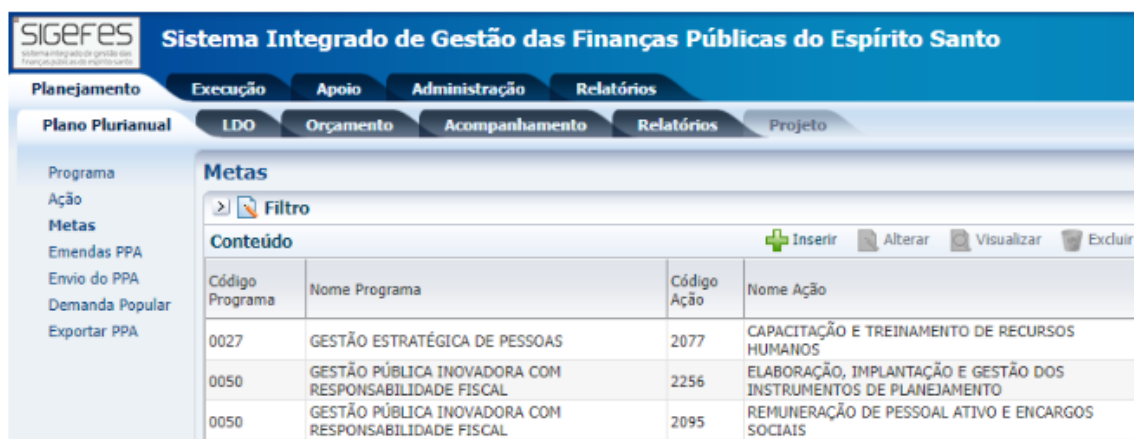 SIGEFES
sistema integrado de gestão das
finanças públicas do espírito santo
Sistema Integrado de Gestão das Finanças Públicas do Espírito Santo
Planejamento Execução Apoio Administração Relatórios
Plano Plurianual LDO Orçamento Acompanhamento Relatórios Projeto
Programa
Ação
Metas
Emendas PPA
Envio do PPA
Demanda Popular
Exportar PPA
Metas
Filtro
Conteúdo Inserir Alterar Visualizar Excluir
Código
Programa
Nome Programa
Código
Ação
Nome Ação
0027
GESTÃO ESTRATÉGICA DE PESSOAS
2077
CAPACITAÇÃO E TREINAMENTO DE RECURSOS
HUMANOS
0050
GESTÃO PÚBLICA INOVADORA COM
RESPONSABILIDADE FISCAL
2256
ELABORAÇÃO, IMPLANTAÇÃO E GESTÃO DOS
INSTRUMENTOS DE PLANEJAMENTO
0050
GESTÃO PÚBLICA INOVADORA COM
RESPONSABILIDADE FISCAL
2095
REMUNERAÇÃO DE PESSOAL ATIVO E ENCARGOS
SOCIAIS